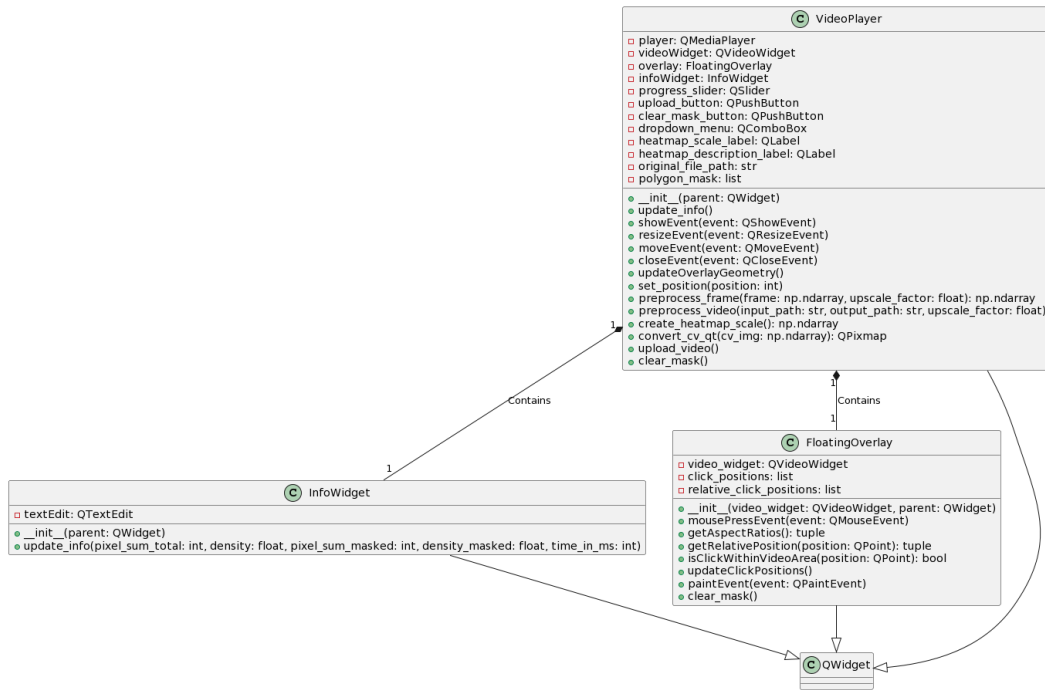 C VideoPlayer
player: QMediaPlayer
videoWidget: QVideoWidget
overlay: FloatingOverlay
infoWidget: InfoWidget
progress_slider: QSlider
upload_button: QPushButton
clear_mask_button: QPushButton
dropdown_menu: QComboBox
heatmap_scale_label: QLabel
heatmap_description_label: QLabel
original_file_path: str
polygon_mask: list
__init__(parent: QWidget)
update_info()
showEvent(event: QShowEvent)
resizeEvent(event: QResizeEvent)
moveEvent(event: QMoveEvent)
closeEvent(event: QCloseEvent)
updateOverlayGeometry()
set_position(position: int)
preprocess_frame(frame: np.ndarray, upscale_factor: float): np.ndarray
preprocess_video(input_path: str, output_path: str, upscale_factor: float)
create_heatmap_scale(): np.ndarray
convert_cv_qt(cv_img: np.ndarray): QPixmap
upload_video()
clear_mask()
1
Contains
1
1
Contains
1
C InfoWidget
textEdit: QTextEdit
__init__(parent: QWidget)
update_info(pixel_sum_total: int, density: float, pixel_sum_masked: int, density_masked: float, time_in_ms: int)
C FloatingOverlay
video_widget: QVideoWidget
click_positions: list
relative_click_positions: list
__init__(video_widget: QVideoWidget, parent: QWidget)
mousePressEvent(event: QMouseEvent)
getAspectRatios(): tuple
getRelativePosition(position: QPoint): tuple
isClickWithinVideoArea(position: QPoint): bool
updateClickPositions()
paintEvent(event: QPaintEvent)
clear_mask()
C QWidget